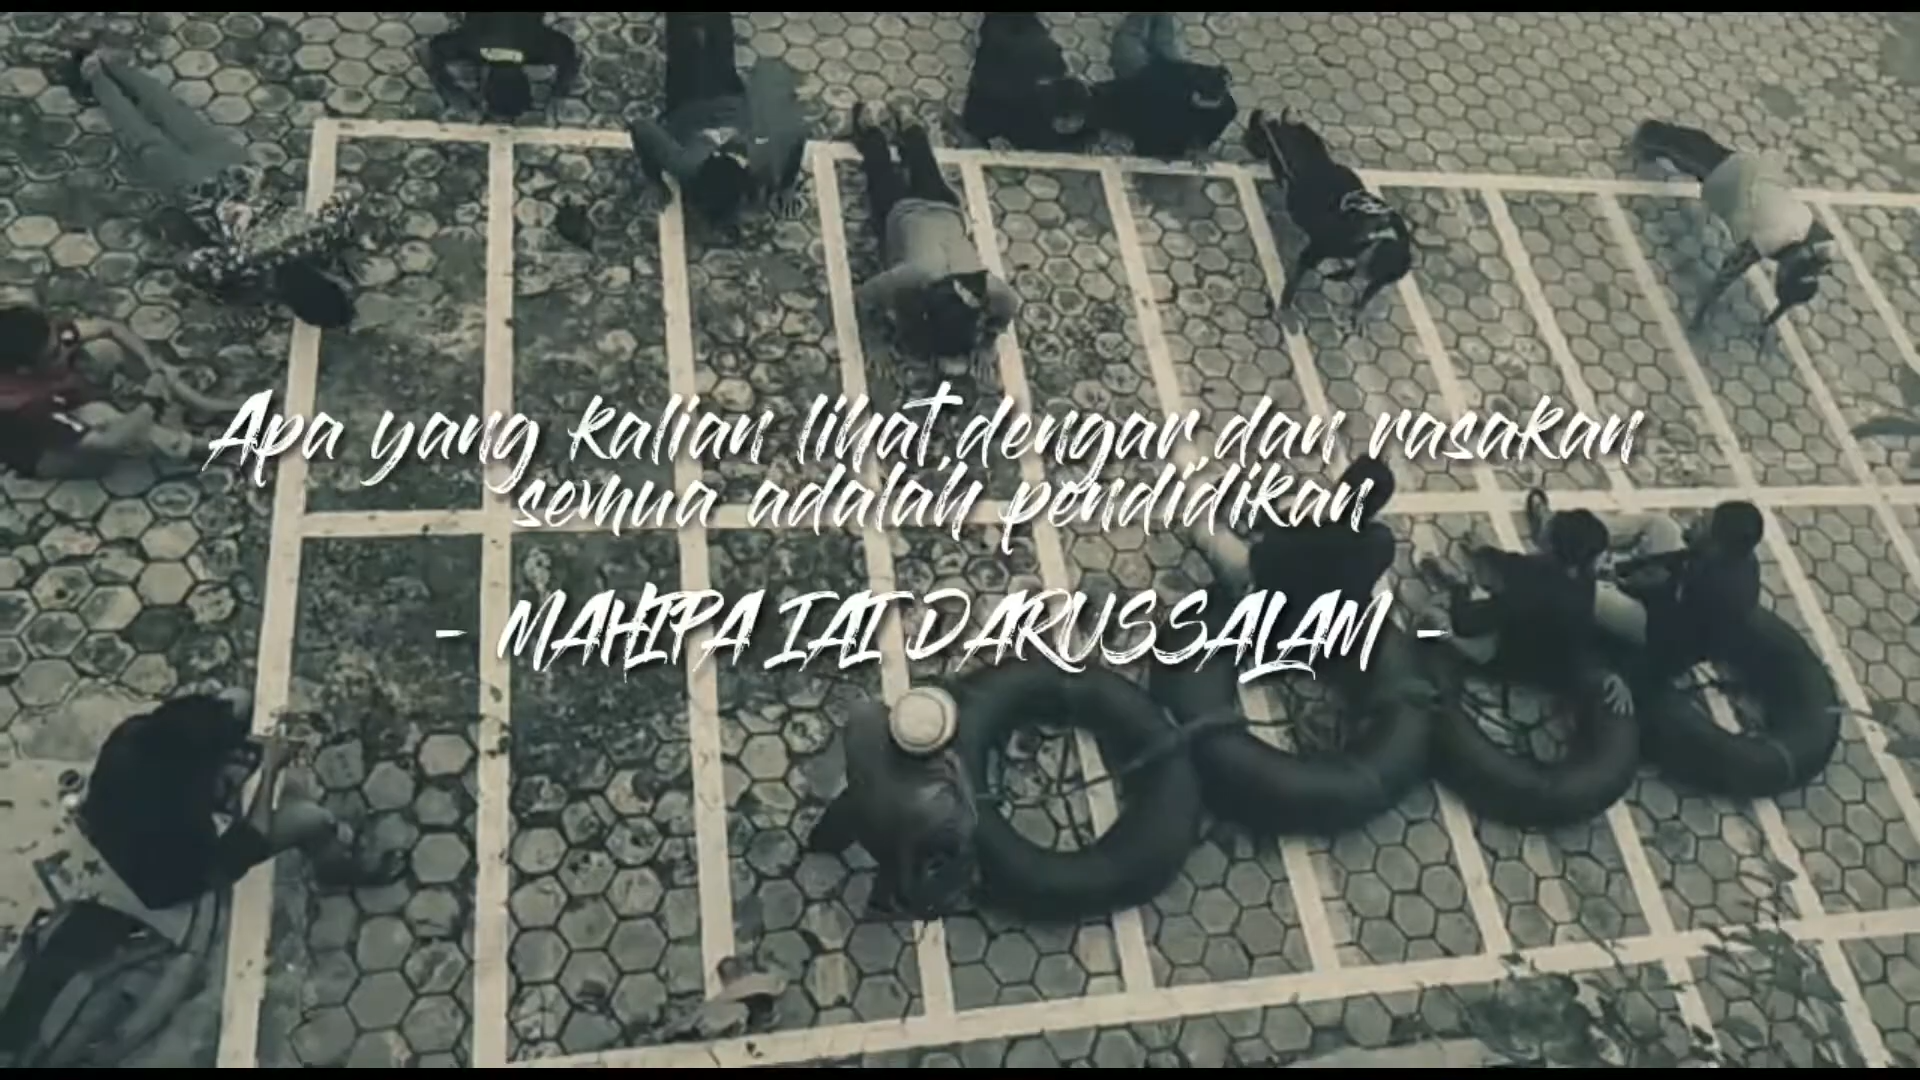 Apa yang kalian lihat,dengar,dan rasakan
semua adalah pendidikan
- MAHIPA IAI DARUSSALAM -